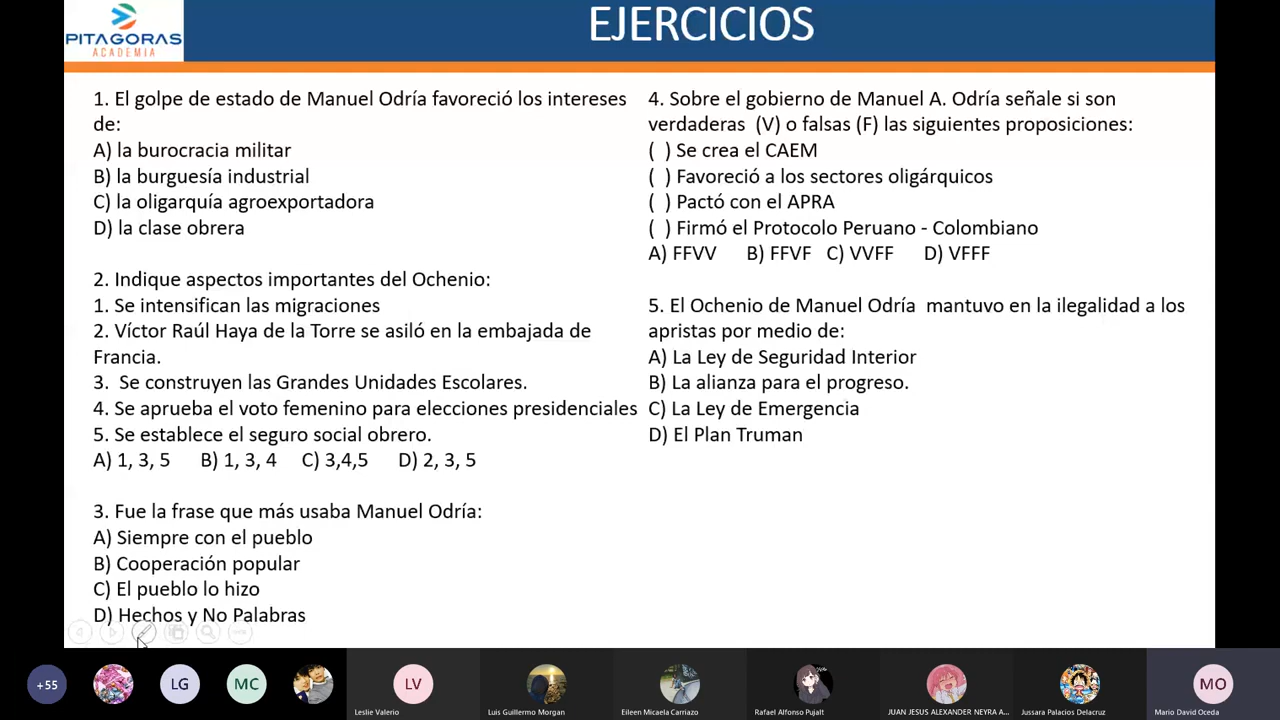 PITAGORAS
ACADEMIA
EJERCICIOS
1. El golpe de estado de Manuel Odría favoreció los intereses
de:
A) la burocracia militar
B) la burguesía industrial
C) la oligarquía agroexportadora
D) la clase obrera
2. Indique aspectos importantes del Ochenio:
1. Se intensifican las migraciones
2. Víctor Raúl Haya de la Torre se asiló en la embajada de
Francia.
3.  Se construyen las Grandes Unidades Escolares.
4. Se aprueba el voto femenino para elecciones presidenciales
5. Se establece el seguro social obrero.
A) 1, 3, 5 B) 1, 3, 4 C) 3,4,5 D) 2, 3, 5
3. Fue la frase que más usaba Manuel Odría:
A) Siempre con el pueblo
B) Cooperación popular
C) El pueblo lo hizo
D) Hechos y No Palabras
4. Sobre el gobierno de Manuel A. Odría señale si son
verdaderas (V) o falsas (F) las siguientes proposiciones:
( ) Se crea el CAEM
( ) Favoreció a los sectores oligárquicos
( ) Pactó con el APRA
( ) Firmó el Protocolo Peruano - Colombiano
A) FFVV B) FFVF C) VVFF D) VFFF
5. El Ochenio de Manuel Odría mantuvo en la ilegalidad a los
apristas por medio de:
A) La Ley de Seguridad Interior
B) La alianza para el progreso.
C) La Ley de Emergencia
D) El Plan Truman
+55
LG
MC
LV
MO
Leslie Valerio
Luis Guillermo Morgan
Eileen Micaela Carriazo
Rafael Alfonso Pujalt
JUAN JESUS ALEXANDER NEYRA A...
Jussara Palacios Delacruz
Mario David Oceda